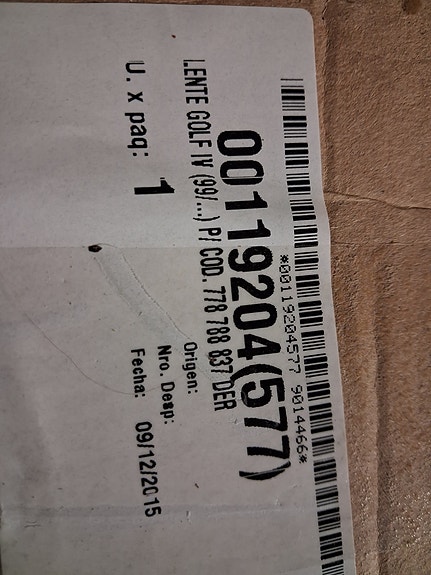 *00119204577 9014466*
00119204(577)
LENTE GOLF IV (99/...) P/ COD. 778 788 837 DER
Origen:
Nro. Desp:
U. x paq: 1
Fecha: 09/12/2015